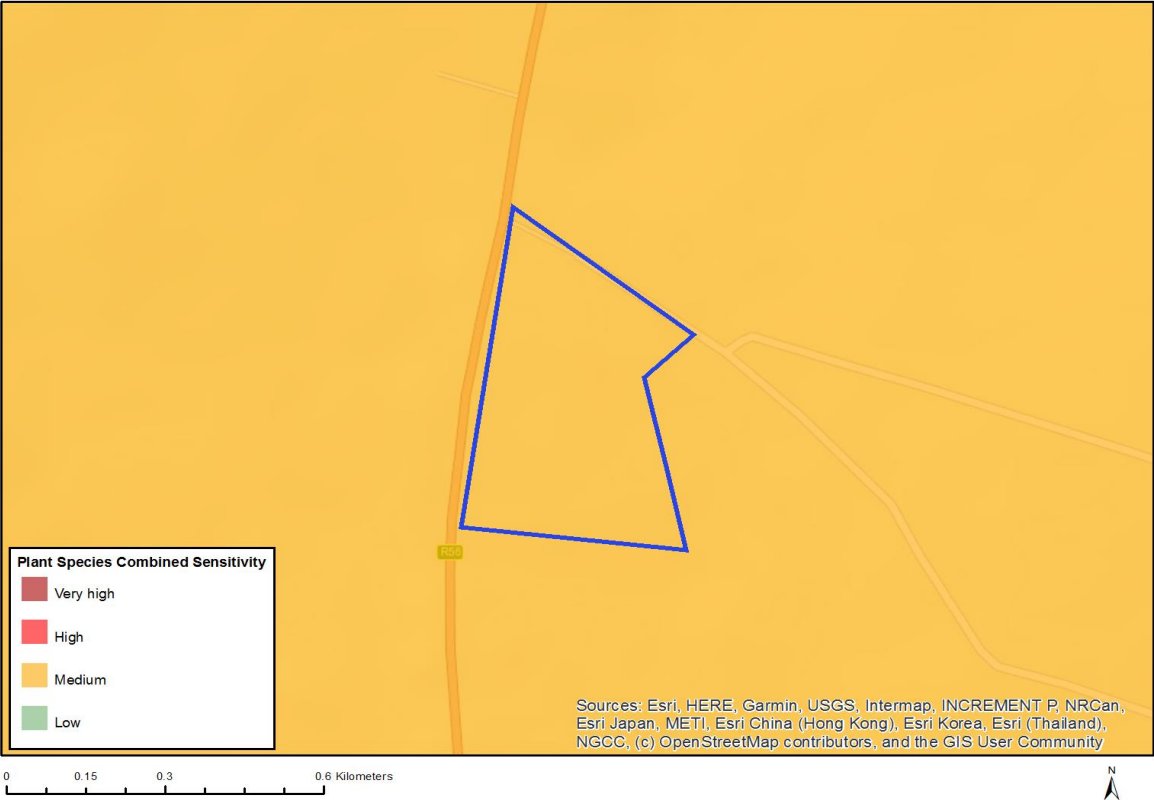 R56
Plant Species Combined Sensitivity
Very high
High
Medium
Low
Sources: Esri, HERE, Garmin, USGS, Intermap, INCREMENT P, NRCan,
Esri Japan, METI, Esri China (Hong Kong), Esri Korea, Esri (Thailand),
NGCC, (c) OpenStreetMap contributors, and the GIS User Community
0 0.15 0.3 0.6 Kilometers
N